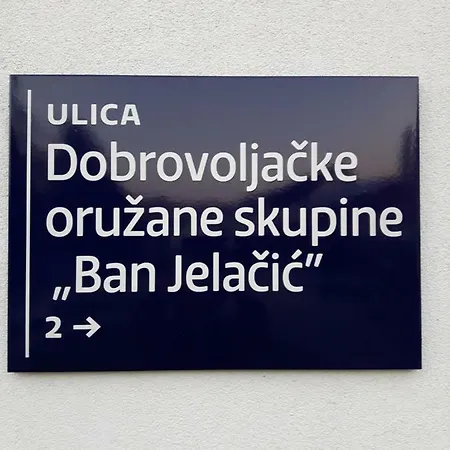 ULICA
Dobrovoljačke
oružane skupine
„Ban Jelačić”
2 →